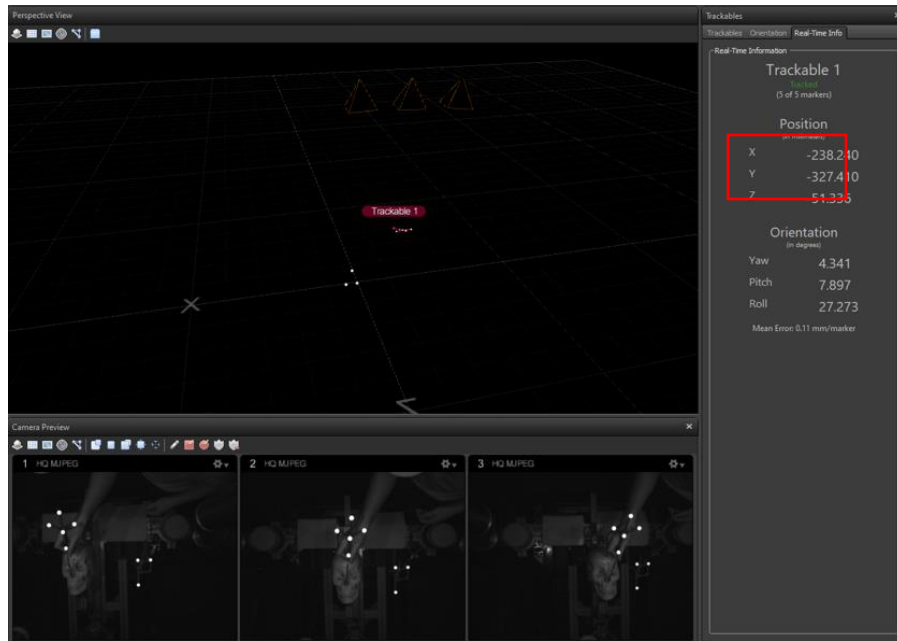 Perspective View
Trackable 1
Camera Preview
1 HQ MJPEG
2 HQ MJPEG
3 HQ MJPEG
Trackables
Trackables Orientation Real-Time Info
Real-Time Information
Trackable 1
Tracked
(5 of 5 markers)
Position
X -238.240
Y -327.410
Z 51.336
Orientation
(in degrees)
Yaw 4.341
Pitch 7.897
Roll 27.273
Mean Error: 0.11 mm/marker